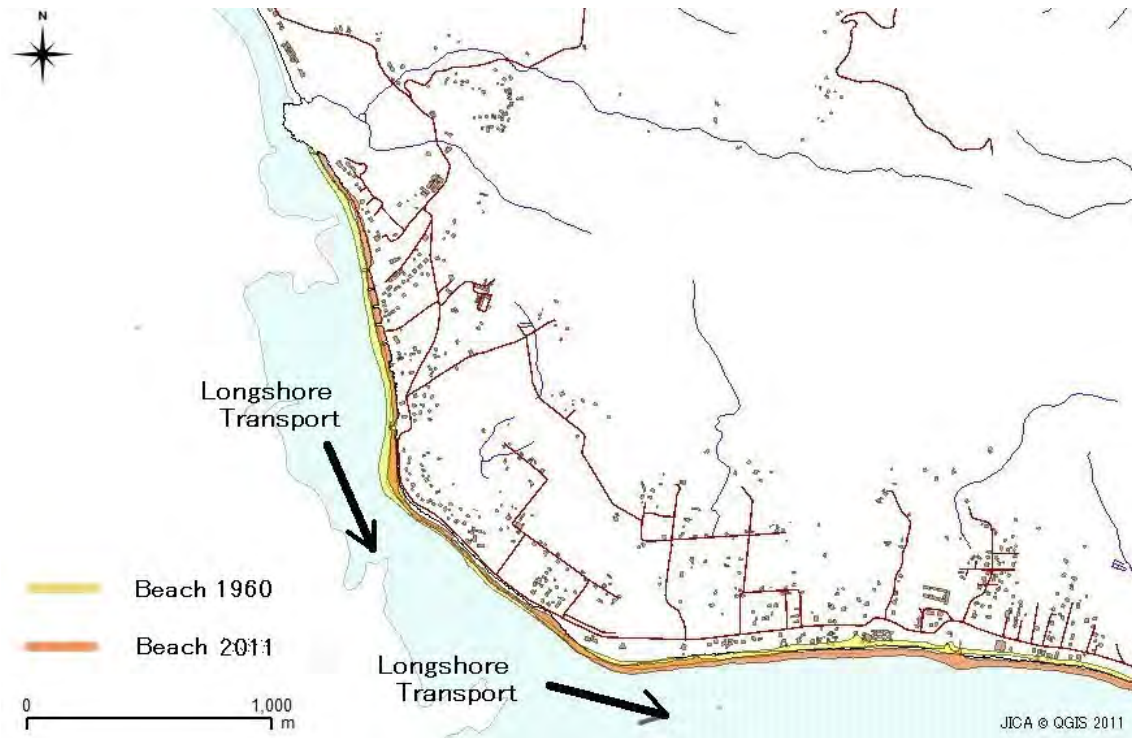 N
Longshore
Transport
Beach 1960
Beach 2011
Longshore
Transport
0 1,000
m
JICA © QGIS 2011